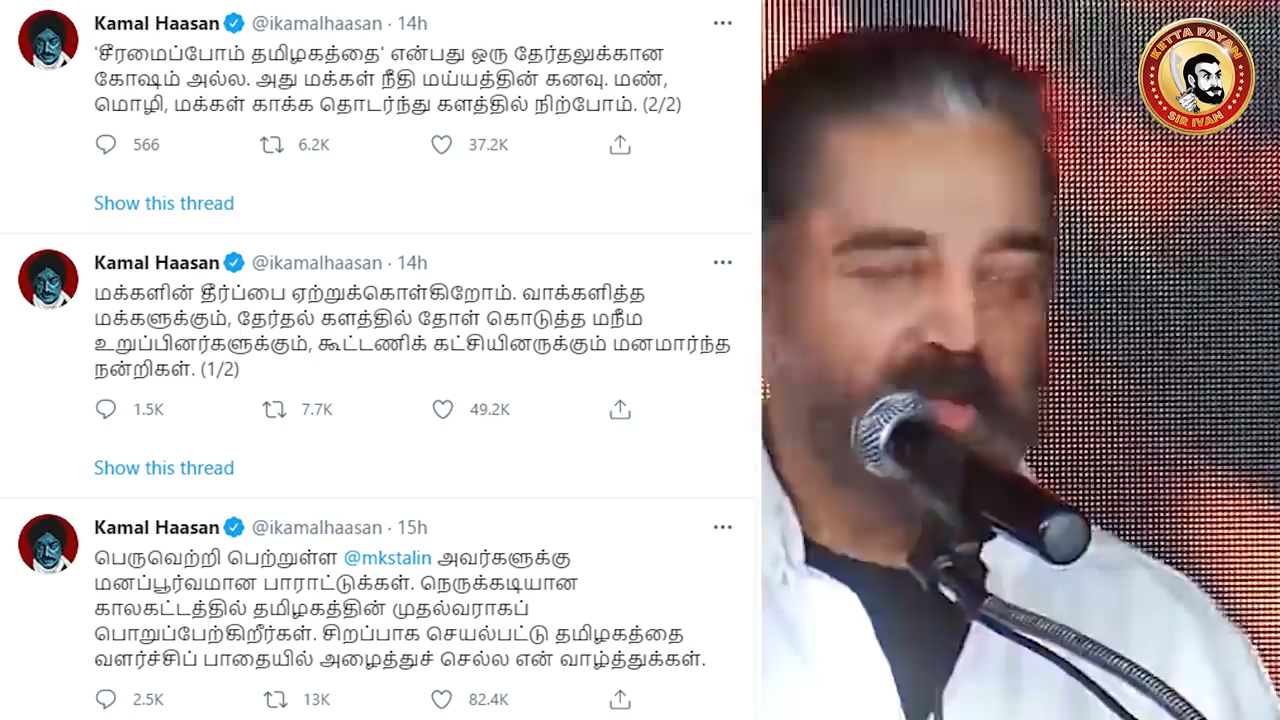 Kamal Haasan @ikamalhaasan · 14h
'சீரமைப்போம் தமிழகத்தை' என்பது ஒரு தேர்தலுக்கான
கோஷம் அல்ல. அது மக்கள் நீதி மய்யத்தின் கனவு. மண்,
மொழி, மக்கள் காக்க தொடர்ந்து களத்தில் நிற்போம். (2/2)
566 6.2K 37.2K
Show this thread
Kamal Haasan @ikamalhaasan · 14h
மக்களின் தீர்ப்பை ஏற்றுக்கொள்கிறோம். வாக்களித்த
மக்களுக்கும், தேர்தல் களத்தில் தோள் கொடுத்த மநீம
உறுப்பினர்களுக்கும், கூட்டணிக் கட்சியினருக்கும் மனமார்ந்த
நன்றிகள். (1/2)
1.5K 7.7K 49.2K
Show this thread
Kamal Haasan @ikamalhaasan · 15h
பெருவெற்றி பெற்றுள்ள @mkstalin அவர்களுக்கு
மனப்பூர்வமான பாராட்டுக்கள். நெருக்கடியான
காலகட்டத்தில் தமிழகத்தின் முதல்வராகப்
பொறுப்பேற்கிறீர்கள். சிறப்பாக செயல்பட்டு தமிழகத்தை
வளர்ச்சிப் பாதையில் அழைத்துச் செல்ல என் வாழ்த்துக்கள்.
2.5K 13K 82.4K
KETTA PAYAN
SIR IVAN